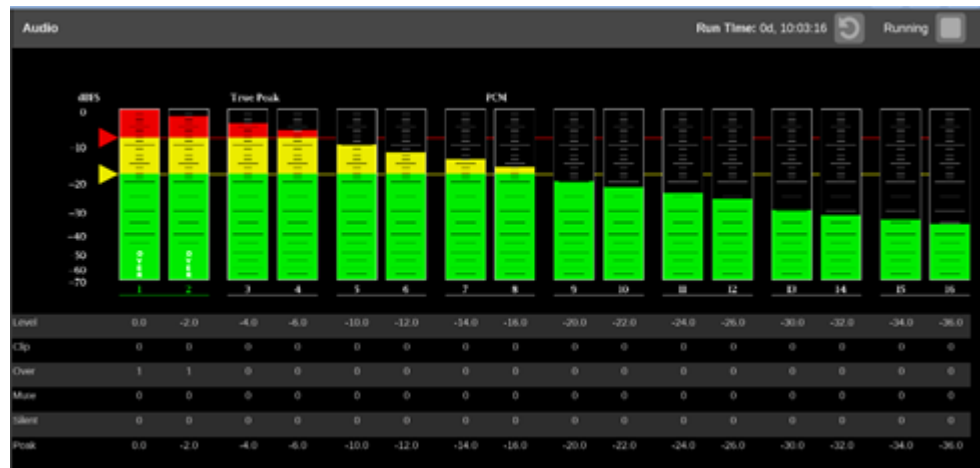 Audio Run Time: 0d, 10:03:16 Running
dBFS True Peak PCM
0
-10
-20
-30
-40
50
-60
-70
OVER OVER
1 2 3 4 5 6 7 8 9 10 11 12 13 14 15 16
Level 0.0 -2.0 -4.0 -6.0 -10.0 -12.0 -14.0 -16.0 -20.0 -22.0 -24.0 -26.0 -30.0 -32.0 -34.0 -36.0
Clip 0 0 0 0 0 0 0 0 0 0 0 0 0 0 0 0
Over 1 1 0 0 0 0 0 0 0 0 0 0 0 0 0 0
Mute 0 0 0 0 0 0 0 0 0 0 0 0 0 0 0 0
Silent 0 0 0 0 0 0 0 0 0 0 0 0 0 0 0 0
Peak 0.0 -2.0 -4.0 -6.0 -10.0 -12.0 -14.0 -16.0 -20.0 -22.0 -24.0 -26.0 -30.0 -32.0 -34.0 -36.0